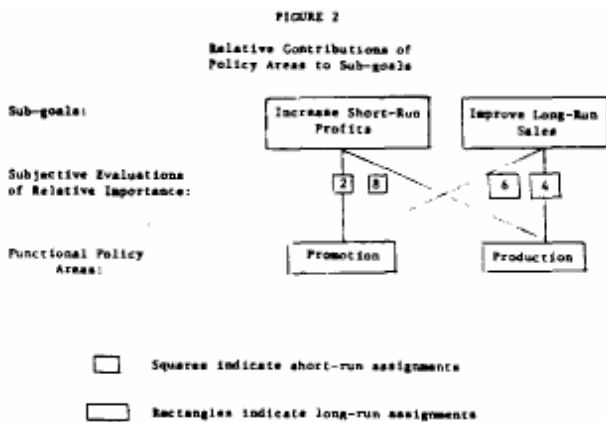 FIGURE 2
Relative Contributions of
Policy Areas to Sub-goals
Sub-goals:
Increase Short-Run
Profits
Improve Long-Run
Sales
Subjective Evaluations
of Relative Importance:
2 8 6 4
Functional Policy
Areas:
Promotion
Production
Squares indicate short-run assignments
Rectangles indicate long-run assignments